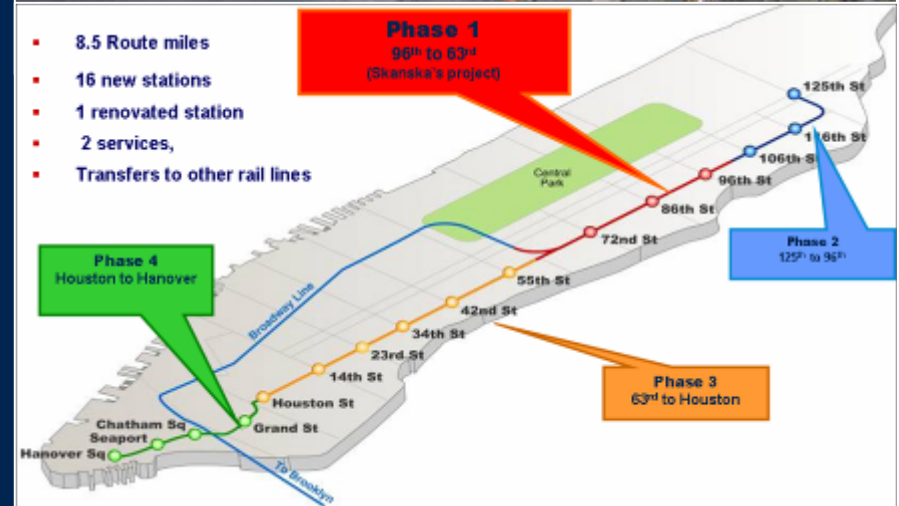 8.5 Route miles
16 new stations
1 renovated station
2 services,
Transfers to other rail lines
Phase 1
96th to 63rd
(Skanska's project)
125th St
116th St
106th St
96th St
86th St
72nd St
Central
Park
Phase 2
125th to 96th
55th St
42nd St
34th St
23rd St
14th St
Houston St
Phase 3
63rd to Houston
Phase 4
Houston to Hanover
Broadway Line
Grand St
Chatham Sq
Seaport
Hanover Sq
To Brooklyn